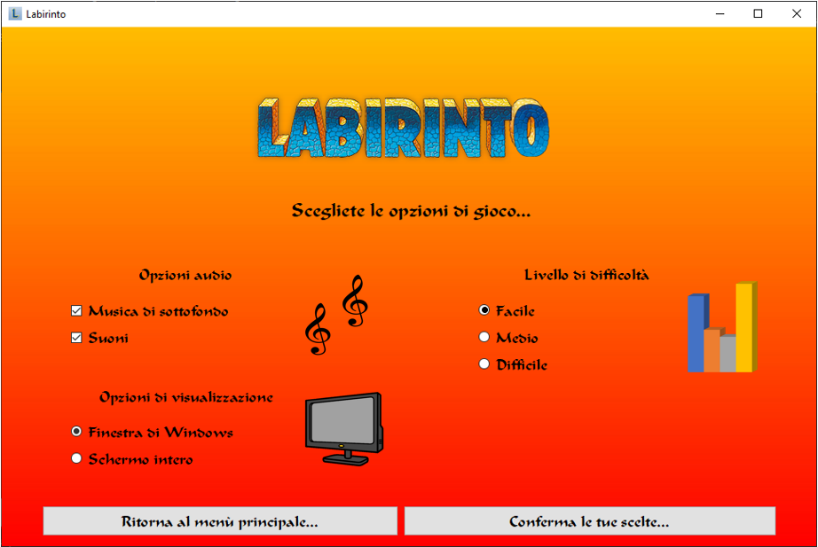 Labirinto
LABIRINTO
Scegliete le opzioni di gioco...
Opzioni audio
Musica di sottofondo
Suoni
Opzioni di visualizzazione
Finestra di Windows
Schermo intero
Livello di difficoltà
Facile
Medio
Difficile
Ritorna al menù principale...
Conferma le tue scelte...